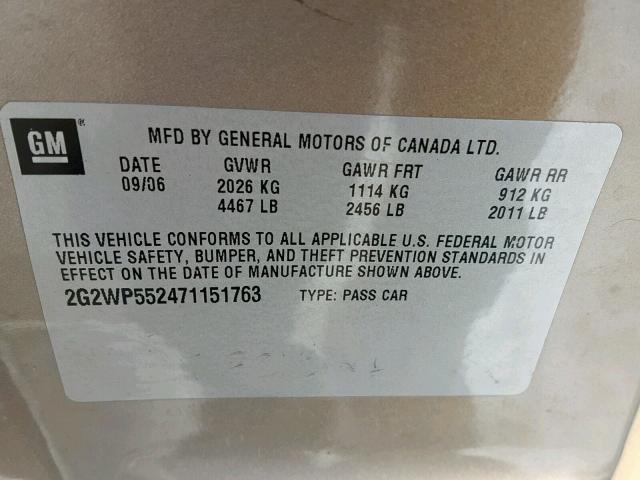 GM®
MFD BY GENERAL MOTORS OF CANADA LTD.
DATE GVWR GAWR FRT GAWR RR
09/06 2026 KG 1114 KG 912 KG
4467 LB 2456 LB 2011 LB
THIS VEHICLE CONFORMS TO ALL APPLICABLE U.S. FEDERAL MOTOR
VEHICLE SAFETY, BUMPER, AND THEFT PREVENTION STANDARDS IN
EFFECT ON THE DATE OF MANUFACTURE SHOWN ABOVE.
2G2WP552471151763 TYPE: PASS CAR